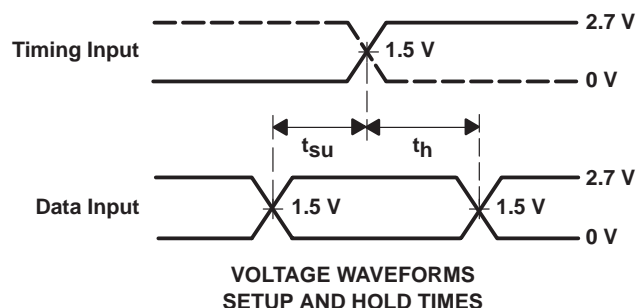 2.7 V
Timing Input
1.5 V
0 V
tsu
th
2.7 V
Data Input
1.5 V
1.5 V
0 V
VOLTAGE WAVEFORMS
SETUP AND HOLD TIMES